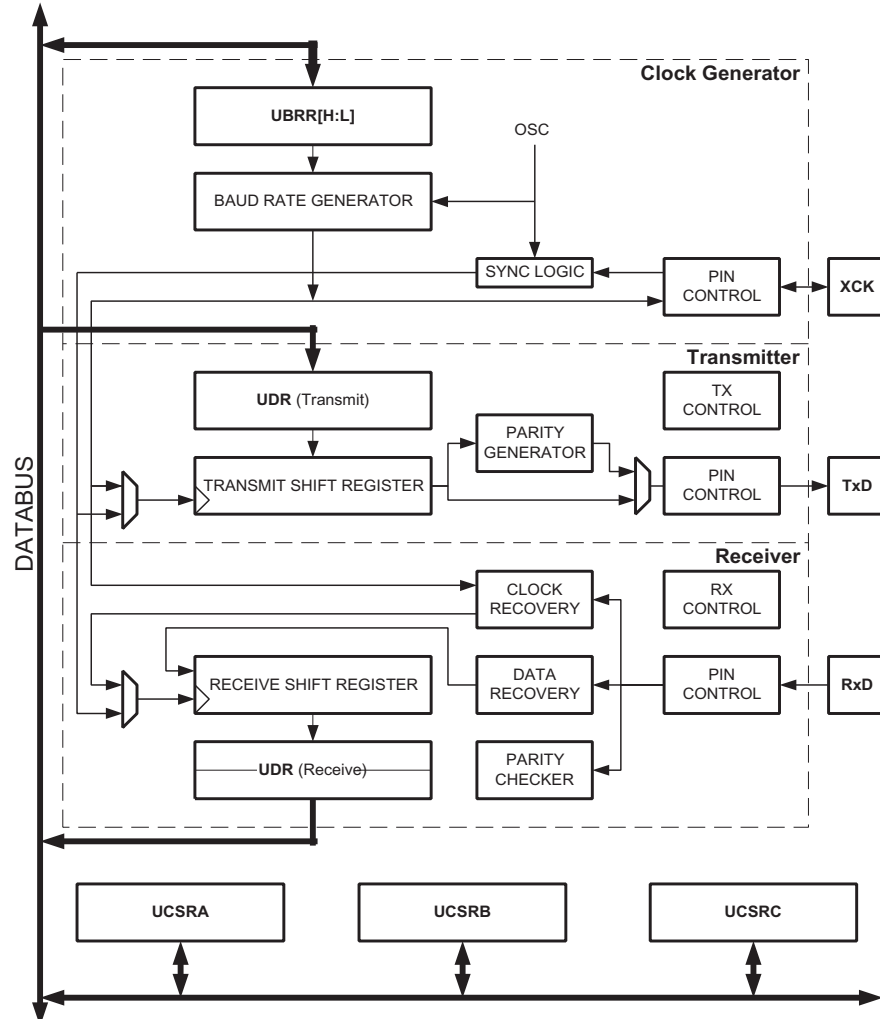 Clock Generator
UBRR[H:L]
OSC
BAUD RATE GENERATOR
SYNC LOGIC
PIN
CONTROL
XCK
Transmitter
UDR (Transmit)
TX
CONTROL
PARITY
GENERATOR
TRANSMIT SHIFT REGISTER
PIN
CONTROL
TxD
DATABUS
Receiver
CLOCK
RECOVERY
RX
CONTROL
RECEIVE SHIFT REGISTER
DATA
RECOVERY
PIN
CONTROL
RxD
UDR (Receive)
PARITY
CHECKER
UCSRA
UCSRB
UCSRC